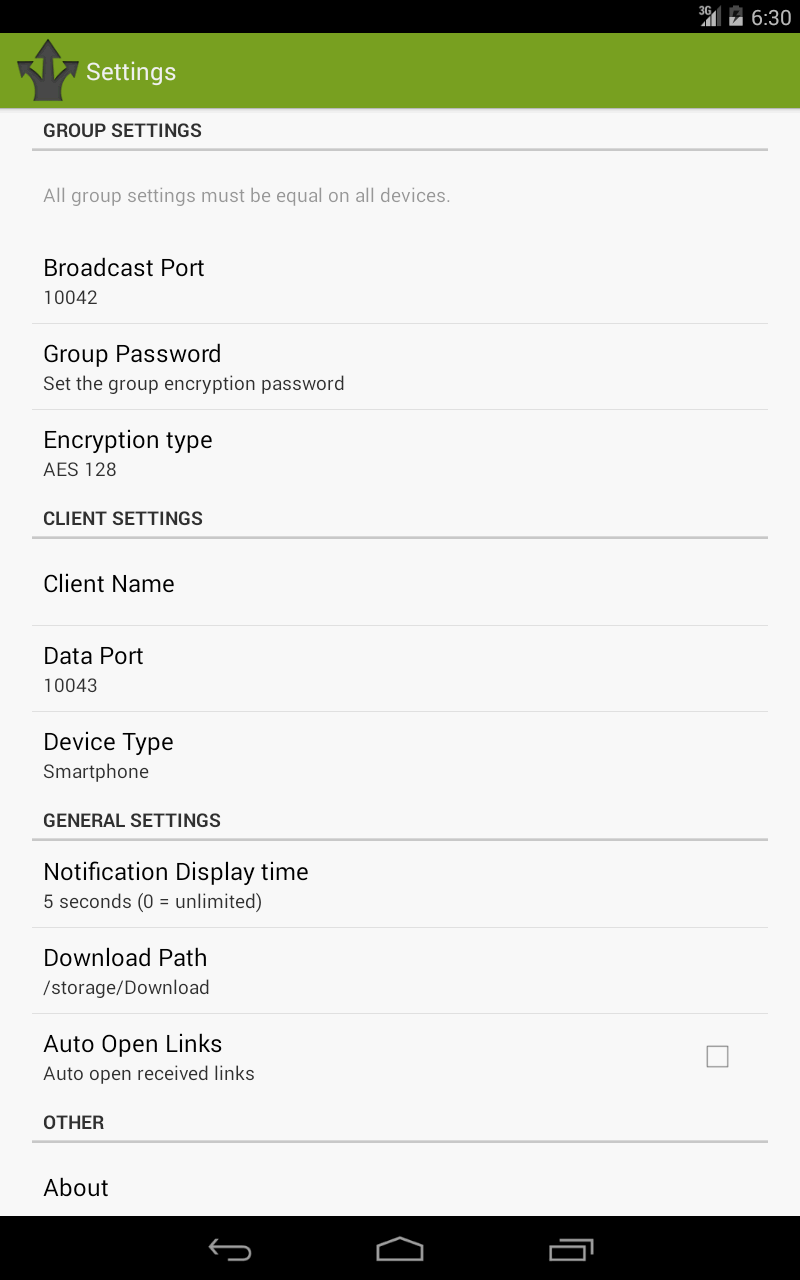 3G 6:30
Settings
GROUP SETTINGS
All group settings must be equal on all devices.
Broadcast Port
10042
Group Password
Set the group encryption password
Encryption type
AES 128
CLIENT SETTINGS
Client Name
Data Port
10043
Device Type
Smartphone
GENERAL SETTINGS
Notification Display time
5 seconds (0 = unlimited)
Download Path
/storage/Download
Auto Open Links
Auto open received links
OTHER
About